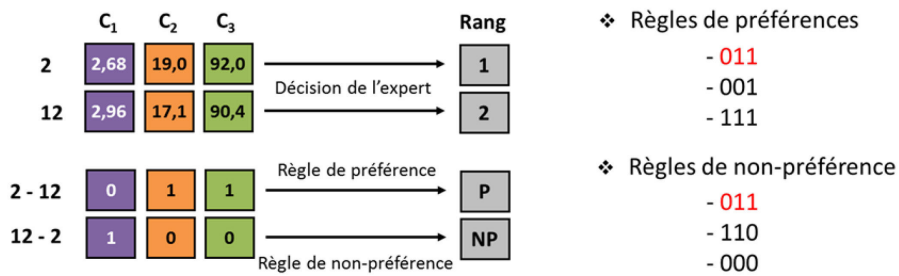 C1 C2 C3 Rang
2 2,68 19,0 92,0 1
Décision de l'expert
12 2,96 17,1 90,4 2
2 - 12 0 1 1 Règle de préférence P
12 - 2 1 0 0 NP
Règle de non-préférence
❖ Règles de préférences
- 011
- 001
- 111
❖ Règles de non-préférence
- 011
- 110
- 000